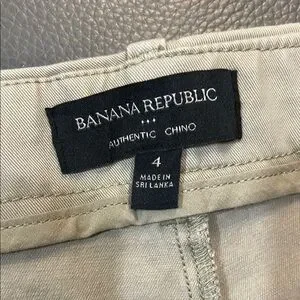 BANANA REPUBLIC
AUTHENTIC CHINO
4
MADE IN
SRI LANKA